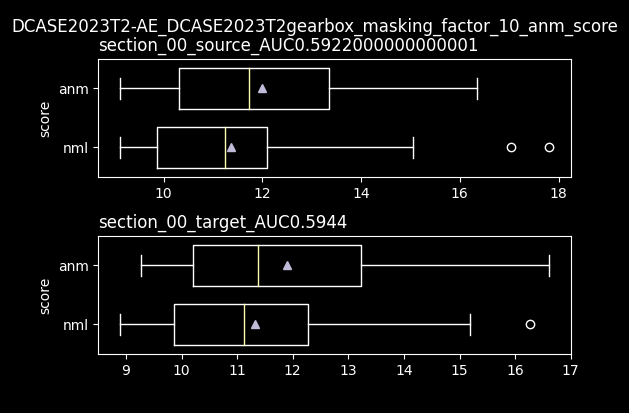 DCASE2023T2-AE_DCASE2023T2gearbox_masking_factor_10_anm_score
section_00_source_AUC0.5922000000000001
anm
nml
score
10 12 14 16 18
section_00_target_AUC0.5944
anm
nml
score
9 10 11 12 13 14 15 16 17